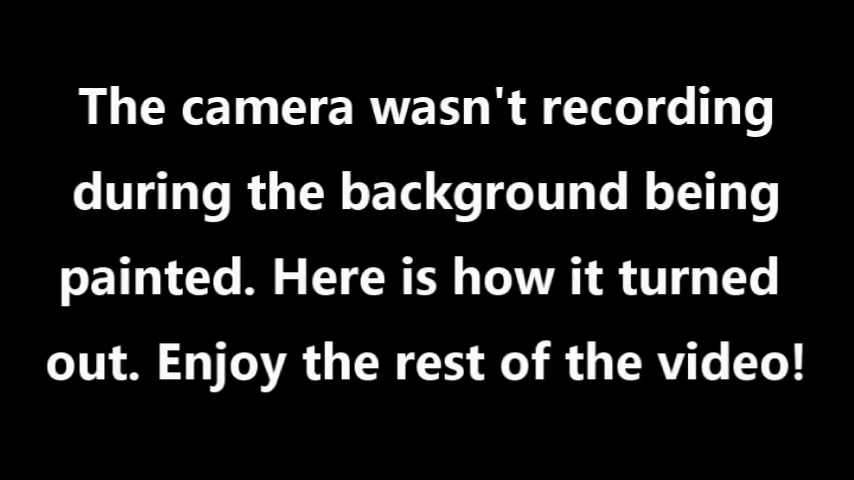 The camera wasn't recording
during the background being
painted. Here is how it turned
out. Enjoy the rest of the video!